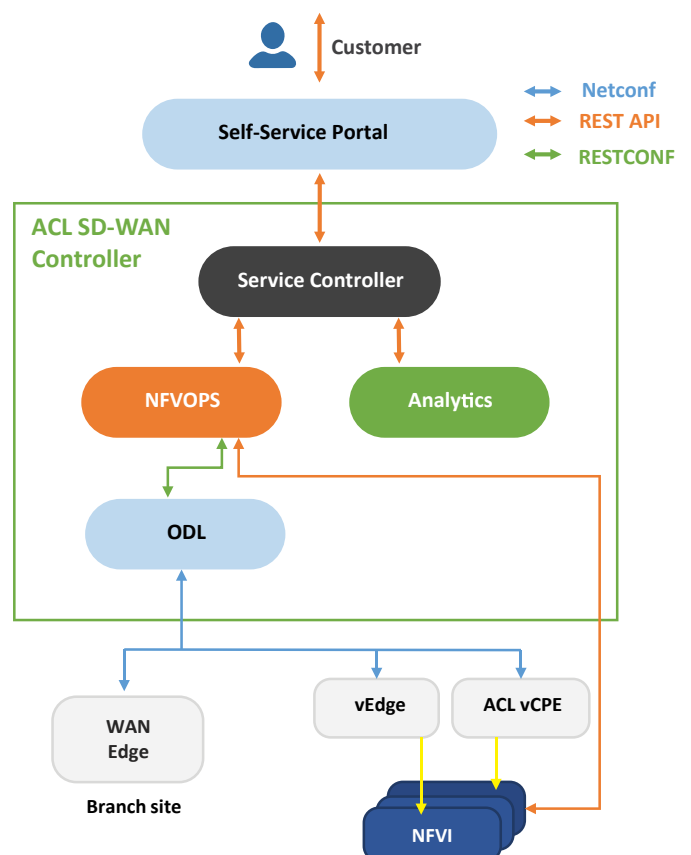 Customer
Netconf
REST API
RESTCONF
Self-Service Portal
ACL SD-WAN
Controller
Service Controller
NFVOPS
Analytics
ODL
WAN
Edge
vEdge
ACL vCPE
Branch site
NFVI